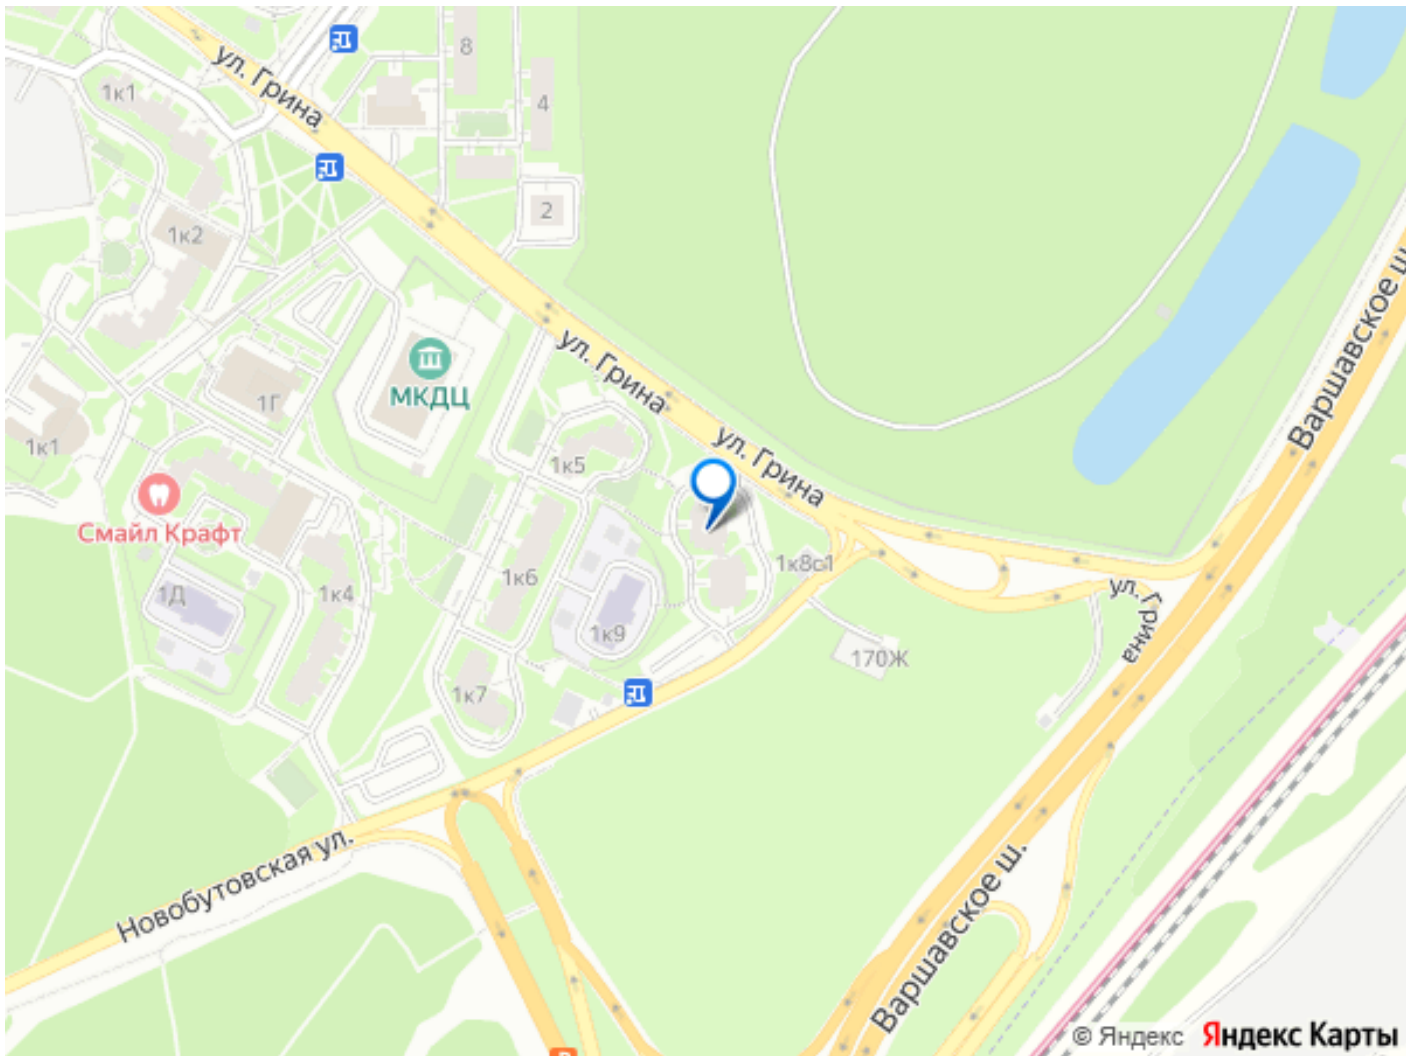 8
1к1
ул. Грина
4
2
1к2
ул. Грина
МКДЦ
1Г
1к1
ул. Грина
1к5
Смайл Крафт
1к6
1к8с1
1Д
1к4
1к9
170Ж
ул. Грина
1к7
Варшавское ш.
Новобутовская ул.
Варшавское ш.
© Яндекс Яндекс Карты